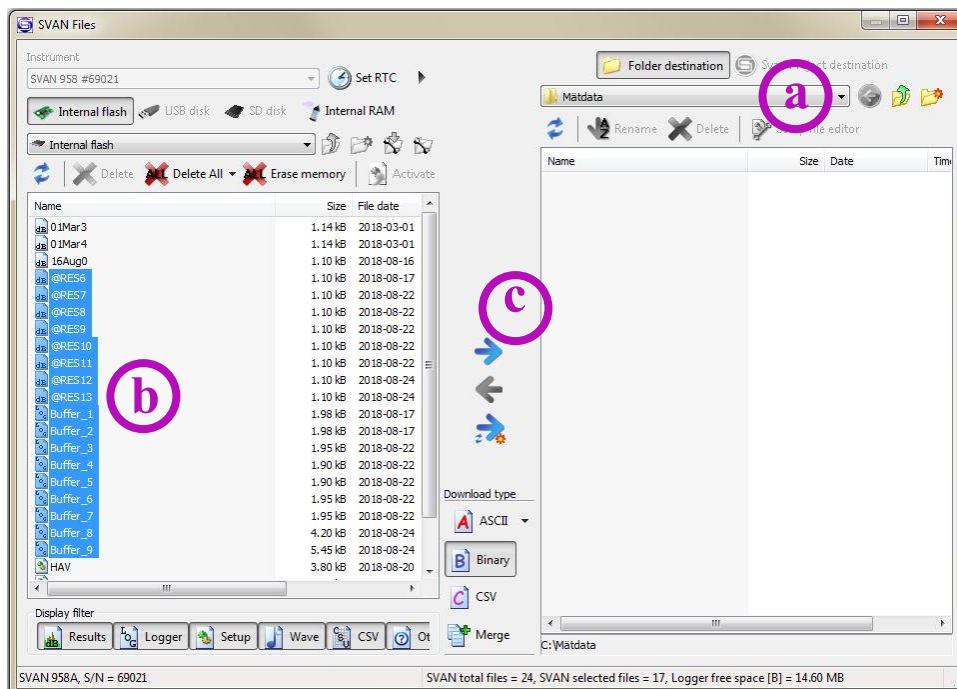 SVAN Files
Instrument
SVAN 958 #69021
Set RTC
Internal flash
USB disk
SD disk
Internal RAM
Internal flash
Delete
ALL Delete All
ALL Erase memory
Activate
Name Size File date
01Mar3 1.14 kB 2018-03-01
01Mar4 1.14 kB 2018-03-01
16Aug0 1.10 kB 2018-08-16
@RES6 1.10 kB 2018-08-17
@RES7 1.10 kB 2018-08-22
@RES8 1.10 kB 2018-08-22
@RES9 1.10 kB 2018-08-22
@RES10 1.10 kB 2018-08-22
@RES11 1.10 kB 2018-08-22
@RES12 1.10 kB 2018-08-24
@RES13 1.10 kB 2018-08-24
Buffer_1 1.98 kB 2018-08-17
Buffer_2 1.98 kB 2018-08-17
Buffer_3 1.95 kB 2018-08-22
Buffer_4 1.90 kB 2018-08-22
Buffer_5 1.90 kB 2018-08-22
Buffer_6 1.95 kB 2018-08-22
Buffer_7 1.95 kB 2018-08-22
Buffer_8 4.20 kB 2018-08-24
Buffer_9 5.45 kB 2018-08-24
HAV 3.80 kB 2018-08-20
b
Display filter
Results
Logger
Setup
Wave
CSV
Ot
c
Download type
A ASCII
B Binary
C CSV
Merge
Folder destination
destination
Mätdata
a
Rename
Delete
file editor
Name Size Date Time
C:\Mätdata
SVAN 958A, S/N = 69021
SVAN total files = 24, SVAN selected files = 17, Logger free space [B] = 14.60 MB